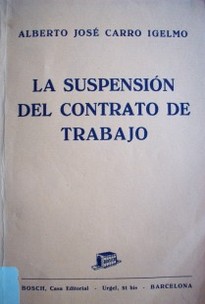 ALBERTO JOSÉ CARRO IGELMO
LA SUSPENSIÓN
DEL CONTRATO DE
TRABAJO
BOSCH, Casa Editorial - Urgel, 51 bis - BARCELONA